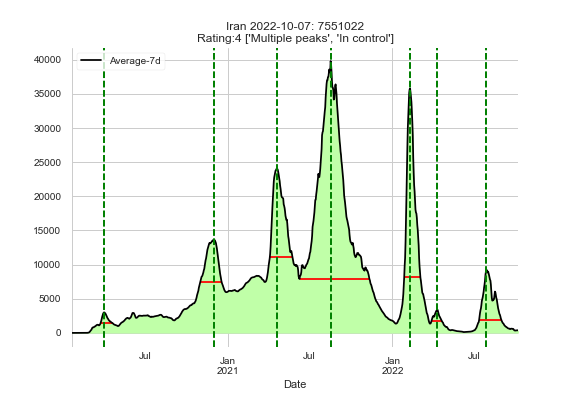 Iran 2022-10-07: 7551022
Rating:4 ['Multiple peaks', 'In control']
Average-7d
40000
35000
30000
25000
20000
15000
10000
5000
0
Jul
Jan
2021
Jul
Jan
2022
Jul
Date